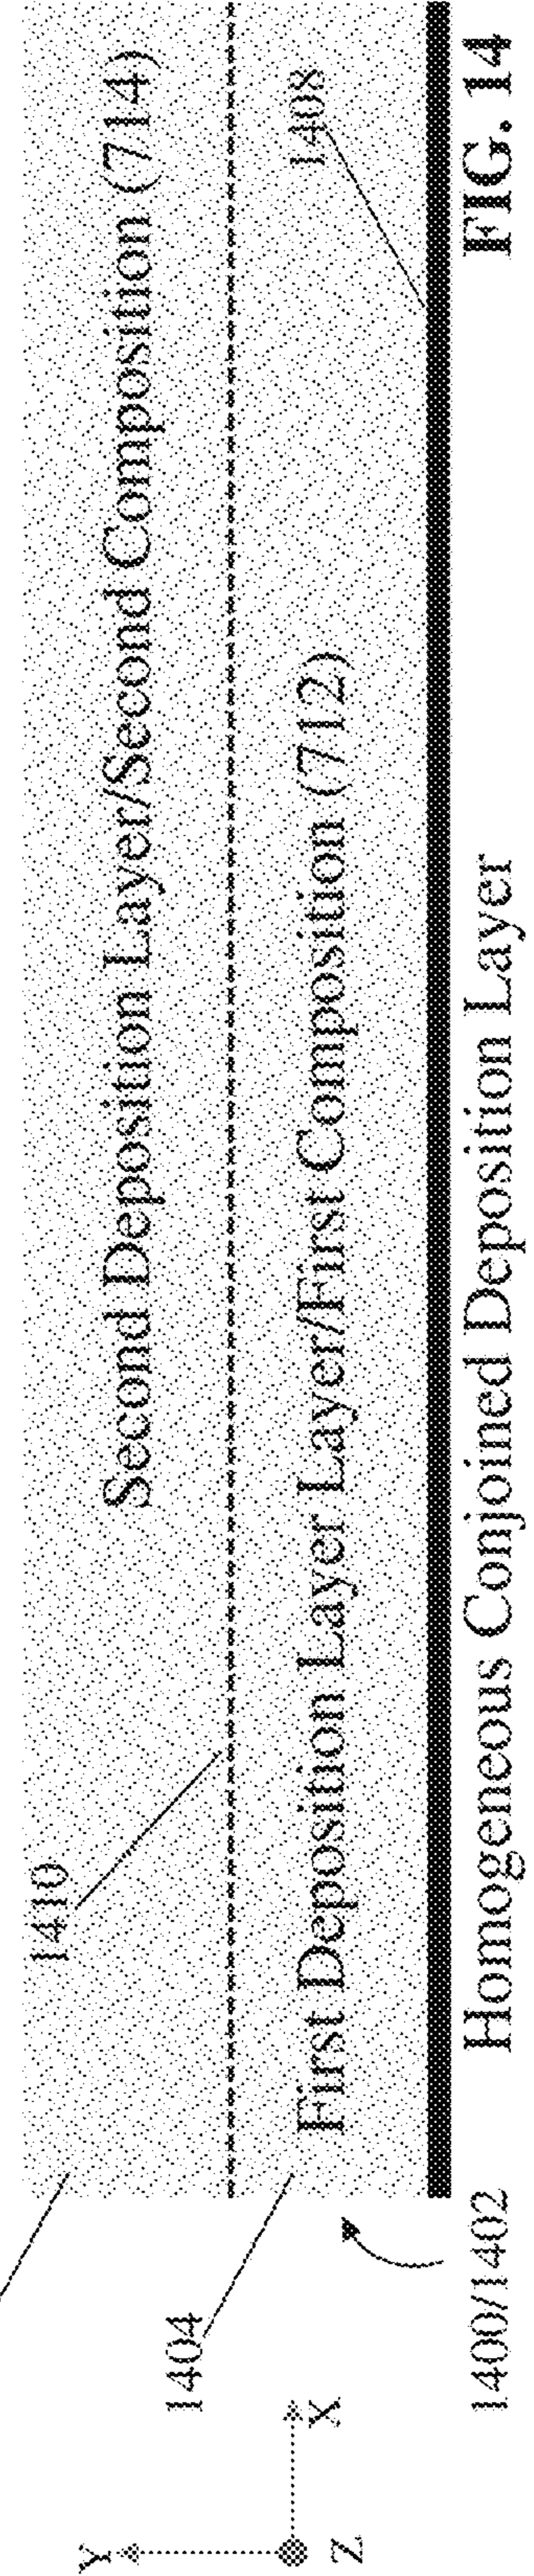 1410
Second Deposition Layer/Second Composition (714)
Y
1404
1408
First Deposition Layer Layer/First Composition (712)
X
Z
1400/1402
Homogeneous Conjoined Deposition Layer
FIG. 14